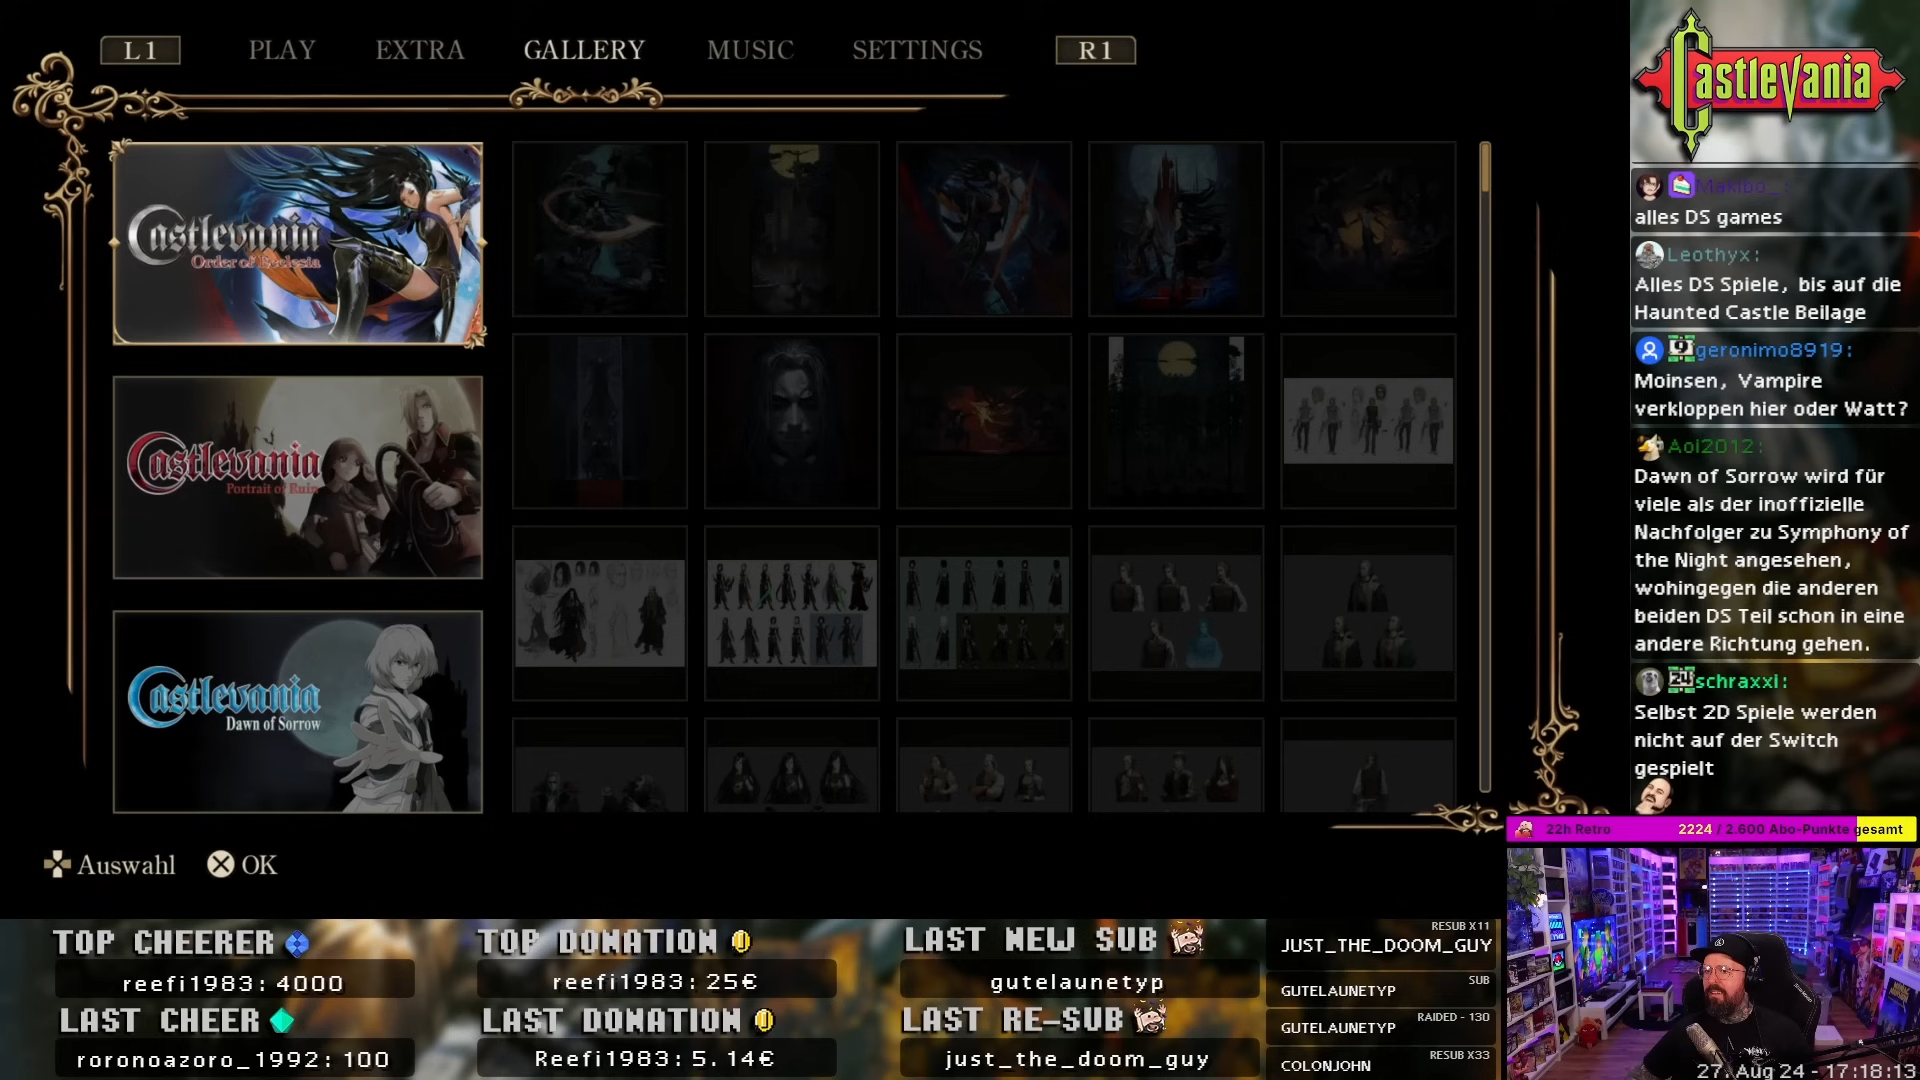 L1 PLAY EXTRA GALLERY MUSIC SETTINGS R1
Castlevania
Order of Ecclesia
Castlevania
Portrait of Ruin
Castlevania
Dawn of Sorrow
Auswahl OK
Castlevania
Makibo_:
alles DS games
Leothyx:
Alles DS Spiele, bis auf die
Haunted Castle Beilage
9 geronimo8919:
Moinsen, Vampire
verkloppen hier oder Watt?
Aoi2012:
Dawn of Sorrow wird für
viele als der inoffizielle
Nachfolger zu Symphony of
the Night angesehen,
wohingegen die anderen
beiden DS Teil schon in eine
andere Richtung gehen.
24 schraxxi:
Selbst 2D Spiele werden
nicht auf der Switch
gespielt
22h Retro 2224 / 2.600 Abo-Punkte gesamt
TOP CHEERER
reefi1983: 4000
LAST CHEER
roronoazoro_1992: 100
TOP DONATION
reefi1983: 25€
LAST DONATION
Reefi1983: 5.14€
LAST NEW SUB
gutelaunetyp
LAST RE-SUB
just_the_doom_guy
RESUB X11
JUST_THE_DOOM_GUY
SUB
GUTELAUNETYP
RAIDED - 130
GUTELAUNETYP
RESUB X33
COLONJOHN
27. Aug 24 - 17:18:13